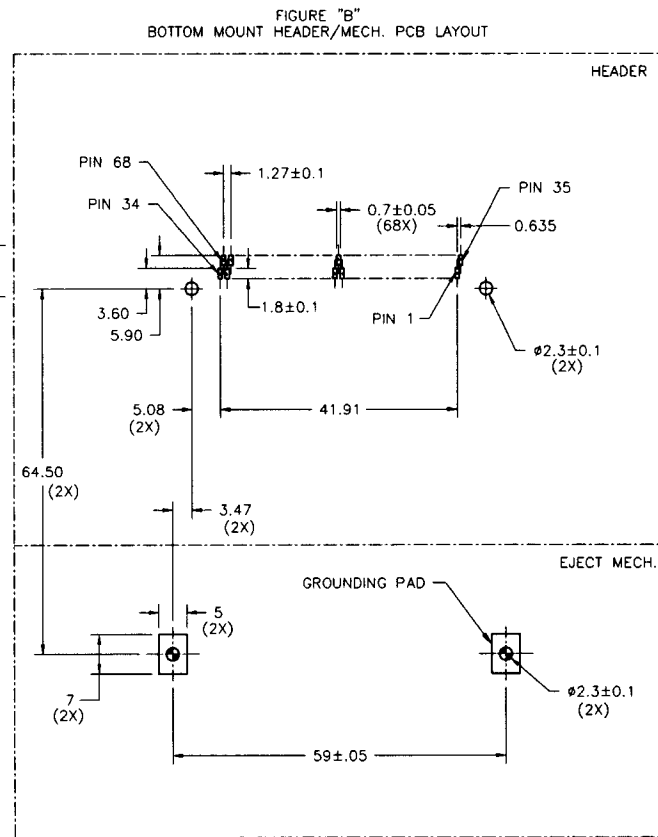 FIGURE "B"
BOTTOM MOUNT HEADER/MECH. PCB LAYOUT
HEADER
PIN 68
1.27±0.1
PIN 35
PIN 34
0.7±0.05
(68X)
0.635
3.60
5.90
1.8±0.1
PIN 1
ø2.3±0.1
(2X)
5.08
(2X)
41.91
64.50
(2X)
3.47
(2X)
EJECT MECH.
GROUNDING PAD
5
(2X)
7
(2X)
ø2.3±0.1
(2X)
59±.05